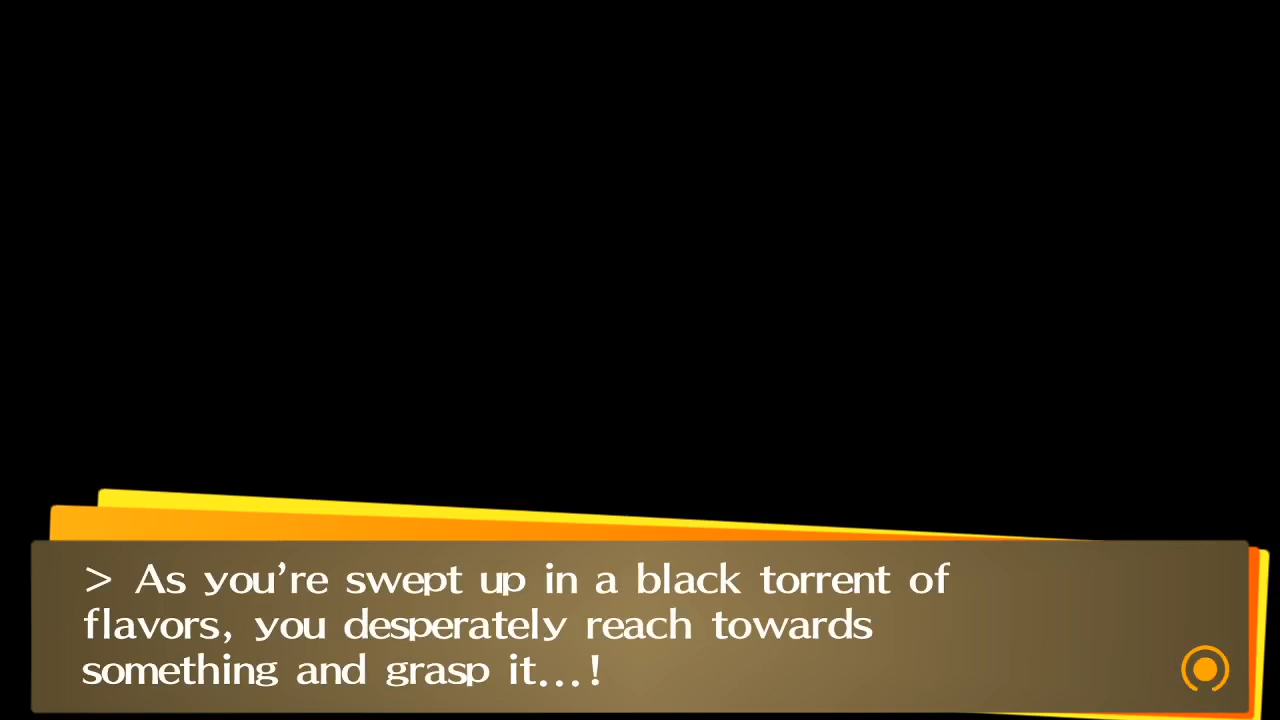 > As you’re swept up in a black torrent of
flavors, you desperately reach towards
something and grasp it...!